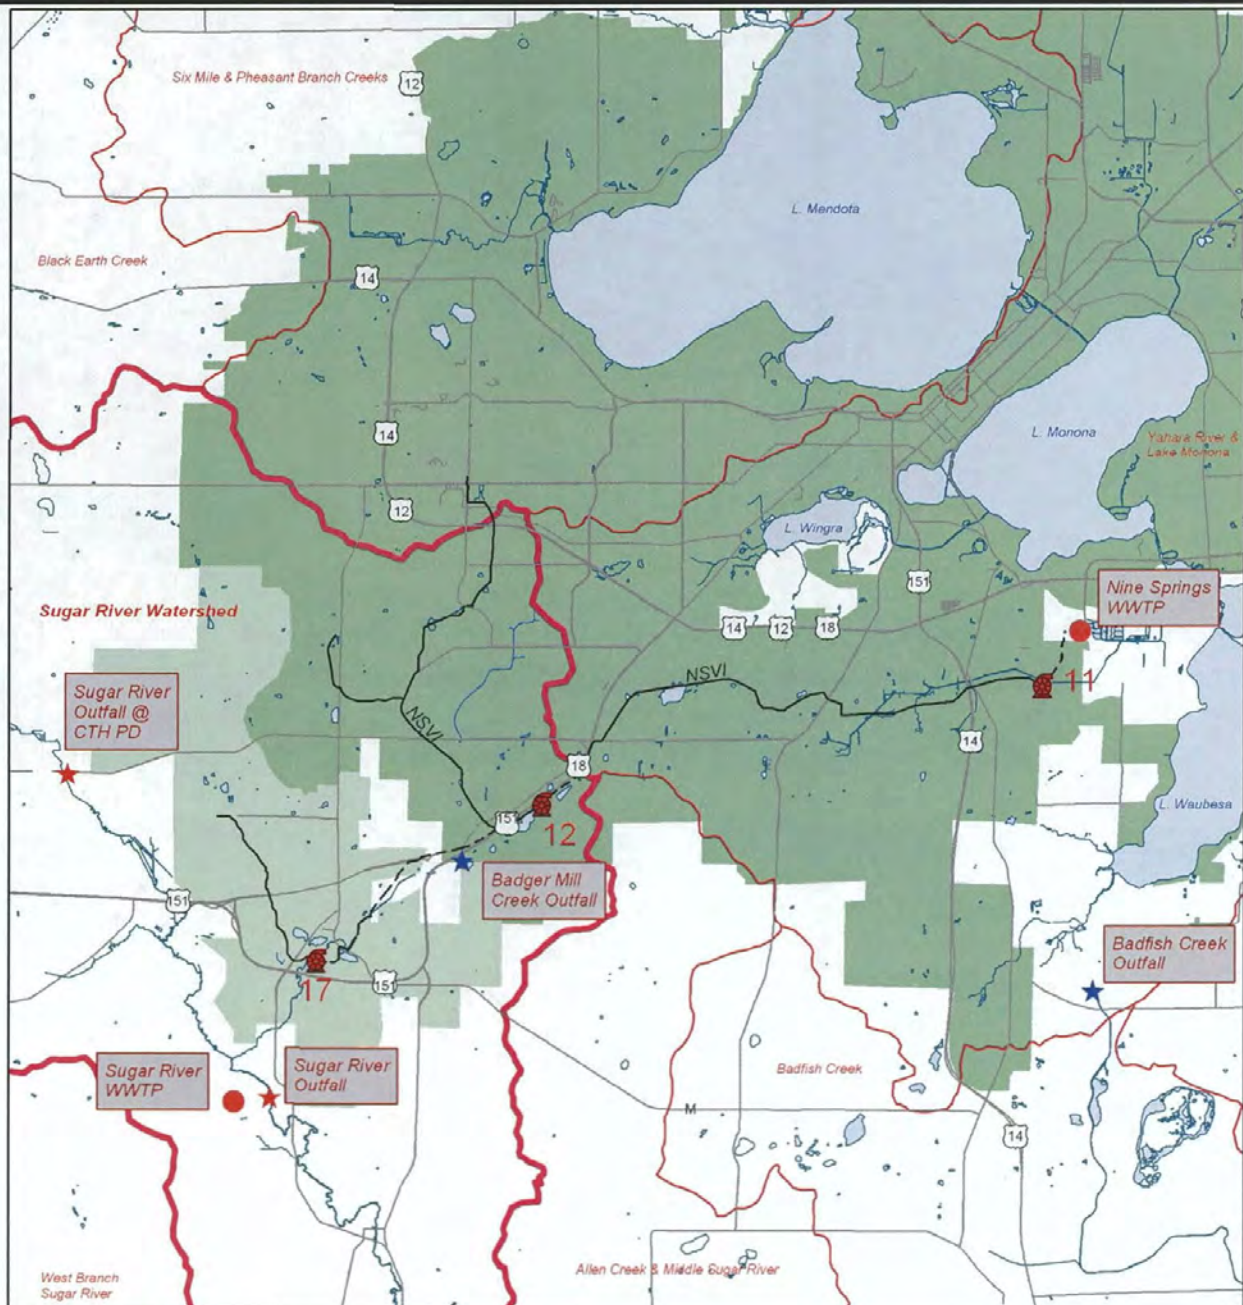 Six Mile & Pheasant Branch Creeks
12
L. Mendota
Black Earth Creek
14
14
L. Monona
Yahara River &
Lake Monona
12
L. Wingra
151
Nine Springs
WWTP
Sugar River Watershed
14
12
18
NSVI
11
Sugar River
Outfall @
CTH PD
NSVI
14
18
L. Waubesa
151
12
Badger Mill
Creek Outfall
151
Badfish Creek
Outfall
17
151
Sugar River
WWTP
Sugar River
Outfall
Badfish Creek
M
14
West Branch
Sugar River
Allen Creek & Middle Sugar River